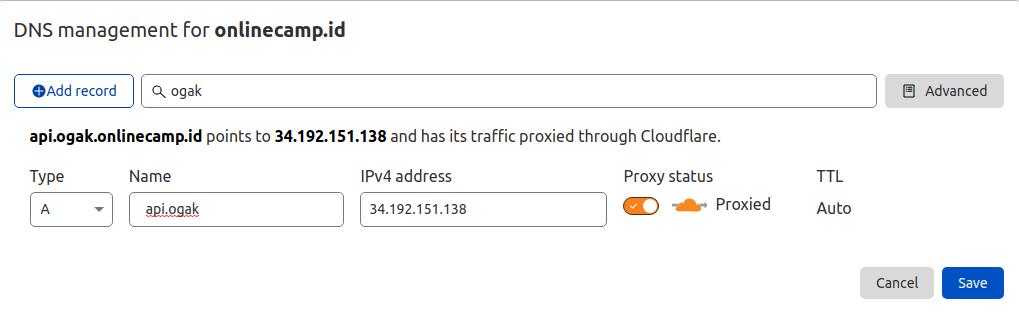 DNS management for onlinecamp.id
Add record
ogak
Advanced
api.ogak.onlinecamp.id points to 34.192.151.138 and has its traffic proxied through Cloudflare.
Type Name IPv4 address Proxy status TTL
A api.ogak 34.192.151.138 Proxied Auto
Cancel Save